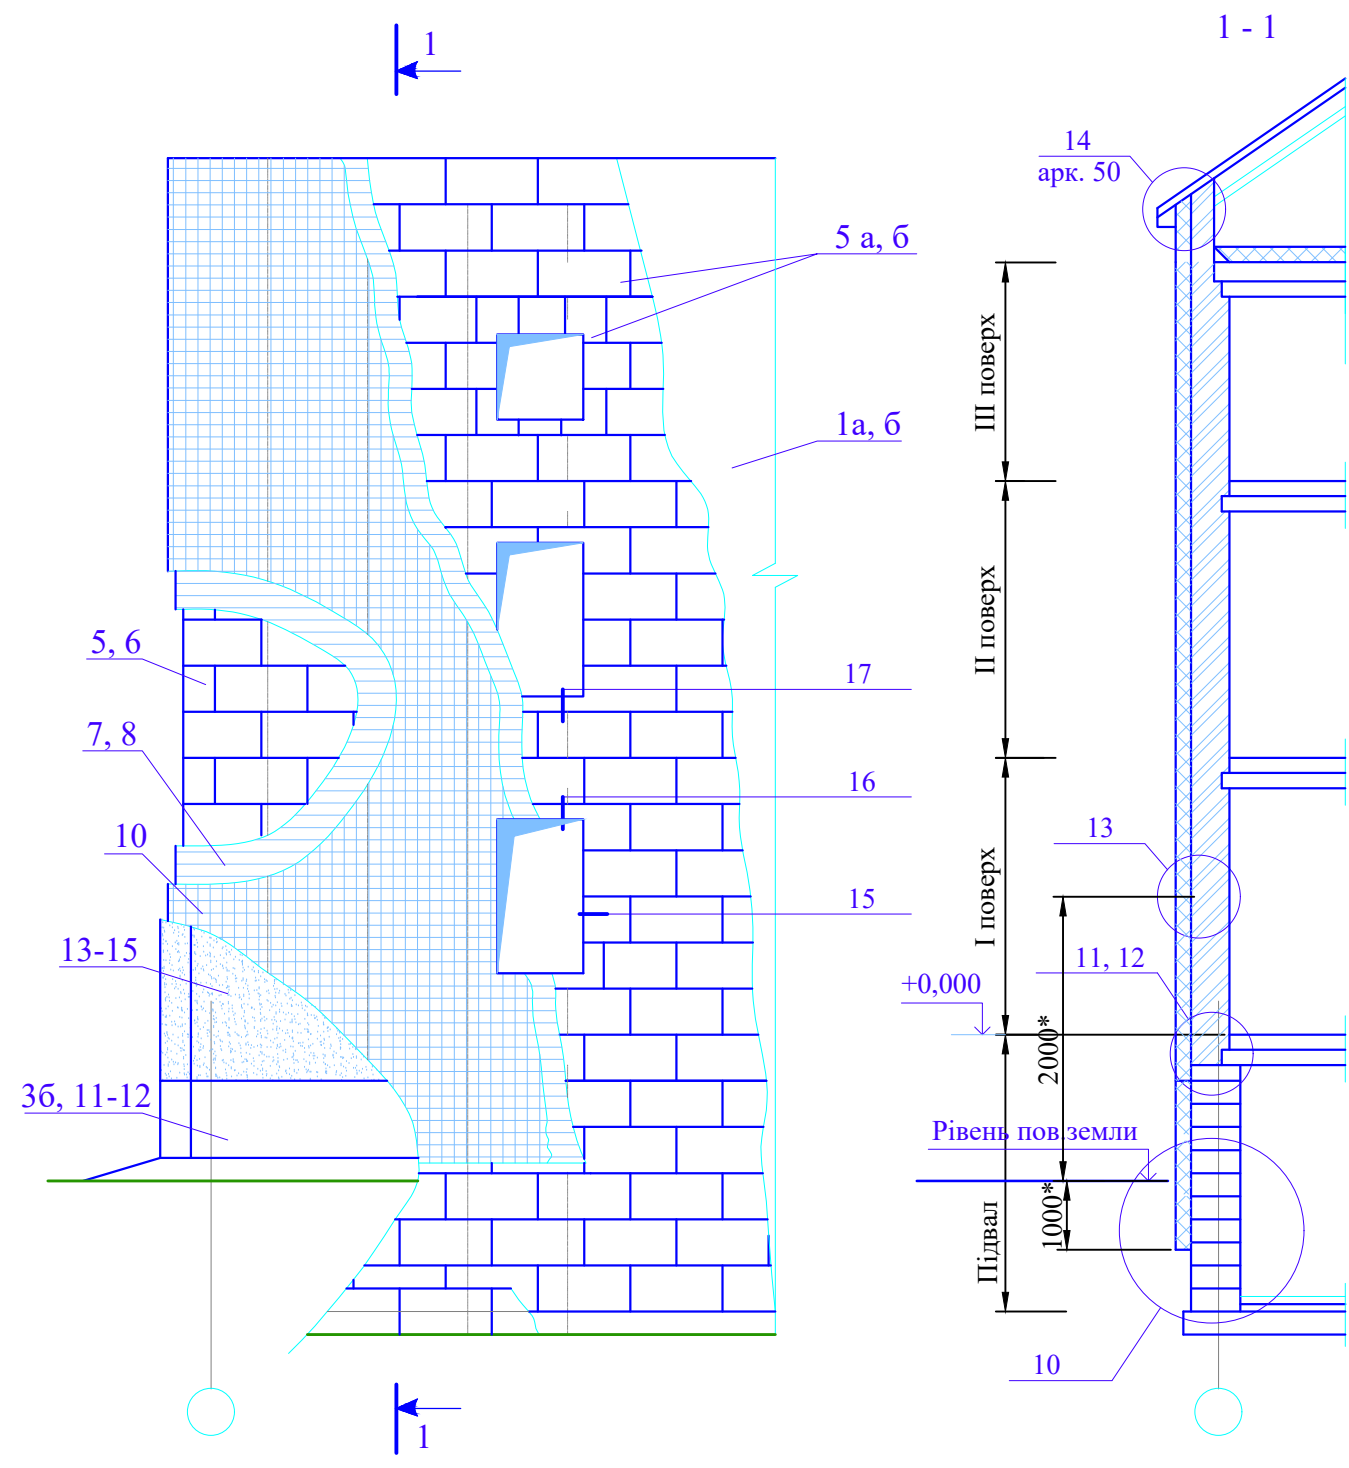 1
1 - 1
14
арк. 50
5 а, б
1а, б
III поверх
II поверх
5, 6
17
7, 8
16
10
13
I поверх
15
13-15
11, 12
+0,000
2000*
3б, 11-12
Рівень пов.земли
1000*
Підвал
10
1